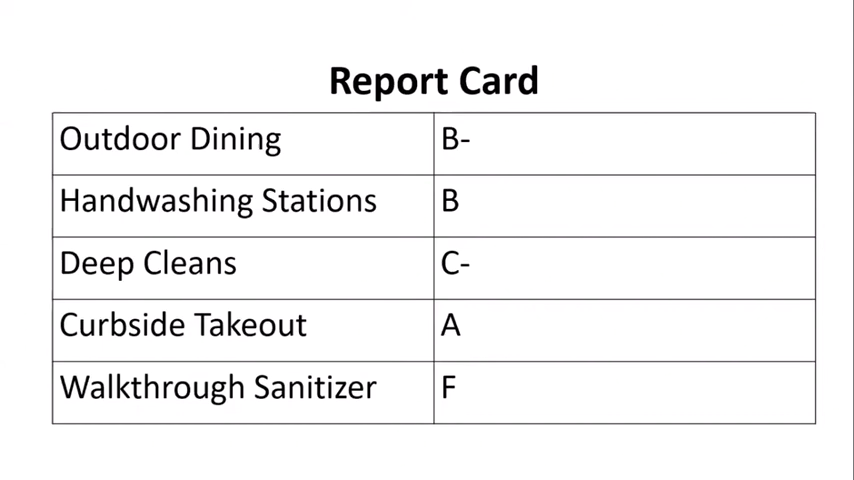 Report Card
Outdoor Dining B-
Handwashing Stations B
Deep Cleans C-
Curbside Takeout A
Walkthrough Sanitizer F